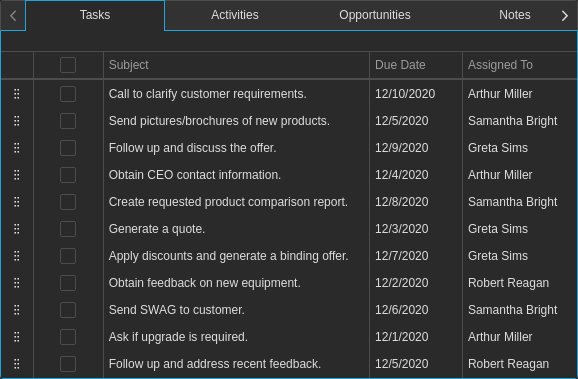 Tasks Activities Opportunities Notes
Subject Due Date Assigned To
Call to clarify customer requirements. 12/10/2020 Arthur Miller
Send pictures/brochures of new products. 12/5/2020 Samantha Bright
Follow up and discuss the offer. 12/9/2020 Greta Sims
Obtain CEO contact information. 12/4/2020 Arthur Miller
Create requested product comparison report. 12/8/2020 Samantha Bright
Generate a quote. 12/3/2020 Greta Sims
Apply discounts and generate a binding offer. 12/7/2020 Greta Sims
Obtain feedback on new equipment. 12/2/2020 Robert Reagan
Send SWAG to customer. 12/6/2020 Samantha Bright
Ask if upgrade is required. 12/1/2020 Arthur Miller
Follow up and address recent feedback. 12/5/2020 Robert Reagan